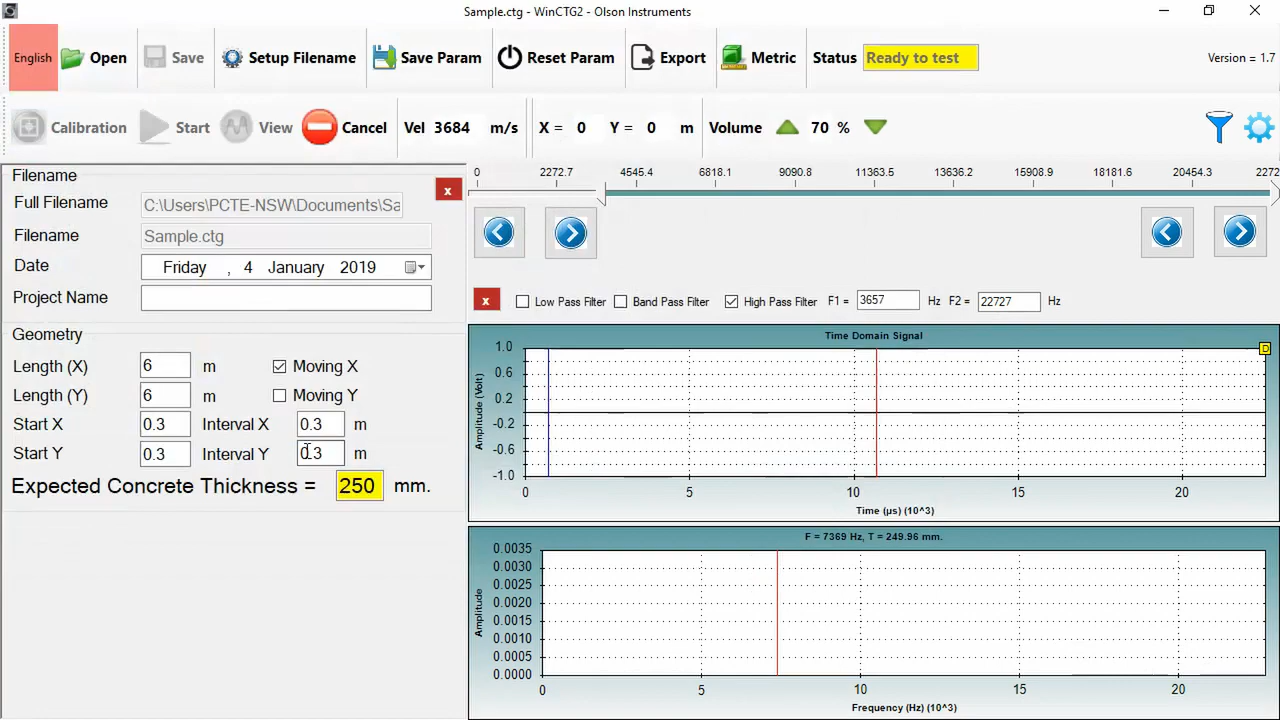 Sample.ctg - WinCTG2 - Olson Instruments
English Open Save Setup Filename Save Param Reset Param Export Metric Status Ready to test Version = 1.7
Calibration Start View Cancel Vel 3684 m/s X = 0 Y = 0 m Volume 70 %
Filename
x
Full Filename C:\Users\PCTE-NSW\Documents\Sa
Filename Sample.ctg
Date Friday , 4 January 2019
Project Name
Geometry
Length (X) 6 m Moving X
Length (Y) 6 m Moving Y
Start X 0.3 Interval X 0.3 m
Start Y 0.3 Interval Y 0.3 m
Expected Concrete Thickness = 250 mm.
0 2272.7 4545.4 6818.1 9090.8 11363.5 13636.2 15908.9 18181.6 20454.3 2272
x Low Pass Filter Band Pass Filter High Pass Filter F1 = 3657 Hz F2 = 22727 Hz
Time Domain Signal
D
Amplitude (Volt)
1.0
0.6
0.2
-0.2
-0.6
-1.0
0 5 10 15 20
Time (µs) (10^3)
F = 7369 Hz, T = 249.96 mm.
Amplitude
0.0035
0.0030
0.0025
0.0020
0.0015
0.0010
0.0005
0.0000
0 5 10 15 20
Frequency (Hz) (10^3)